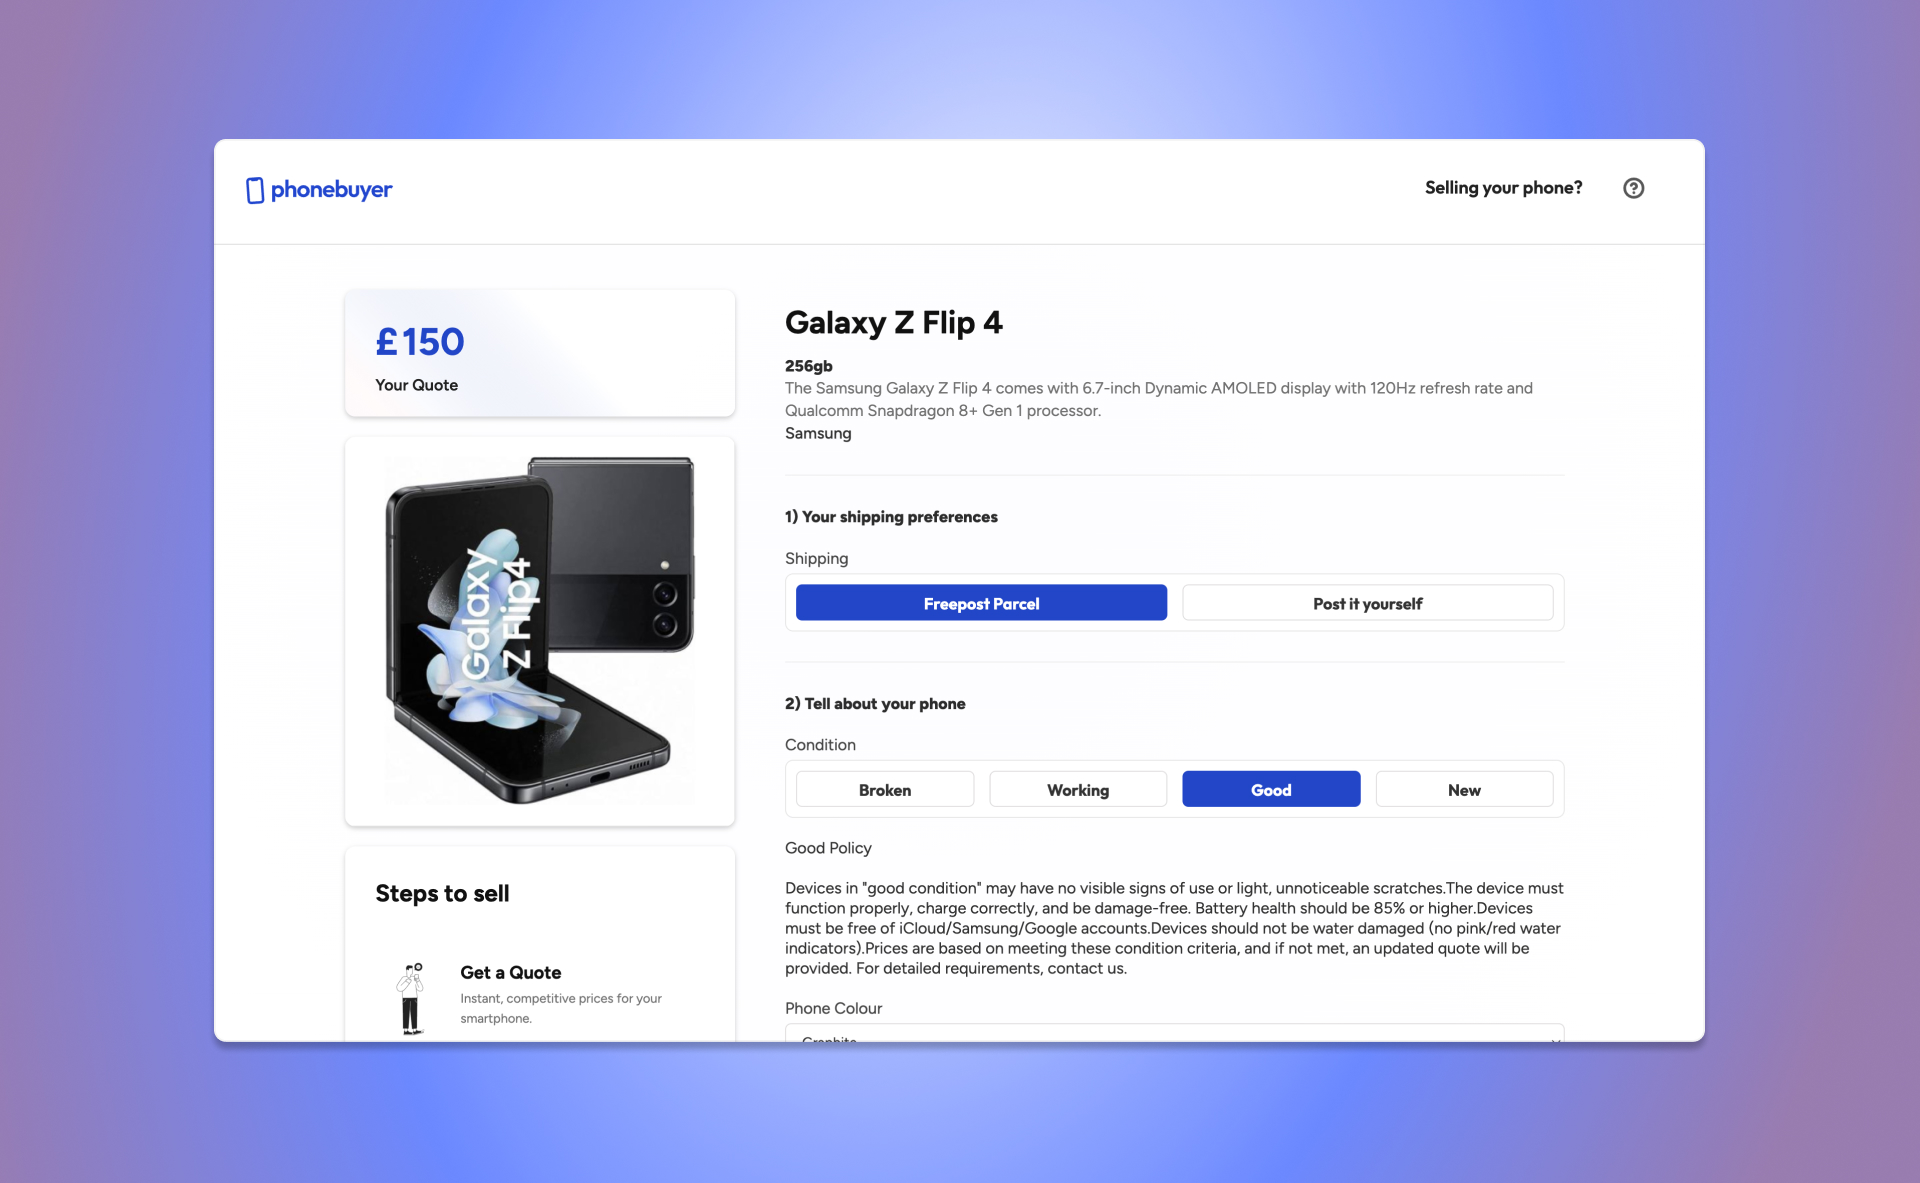 phonebuyer
Selling your phone?
£150
Your Quote
Galaxy
Z Flip4
Steps to sell
Get a Quote
Instant, competitive prices for your
smartphone.
Galaxy Z Flip 4
256gb
The Samsung Galaxy Z Flip 4 comes with 6.7-inch Dynamic AMOLED display with 120Hz refresh rate and
Qualcomm Snapdragon 8+ Gen 1 processor.
Samsung
1) Your shipping preferences
Shipping
Freepost Parcel
Post it yourself
2) Tell about your phone
Condition
Broken
Working
Good
New
Good Policy
Devices in "good condition" may have no visible signs of use or light, unnoticeable scratches.The device must
function properly, charge correctly, and be damage-free. Battery health should be 85% or higher.Devices
must be free of iCloud/Samsung/Google accounts.Devices should not be water damaged (no pink/red water
indicators).Prices are based on meeting these condition criteria, and if not met, an updated quote will be
provided. For detailed requirements, contact us.
Phone Colour
Graphite